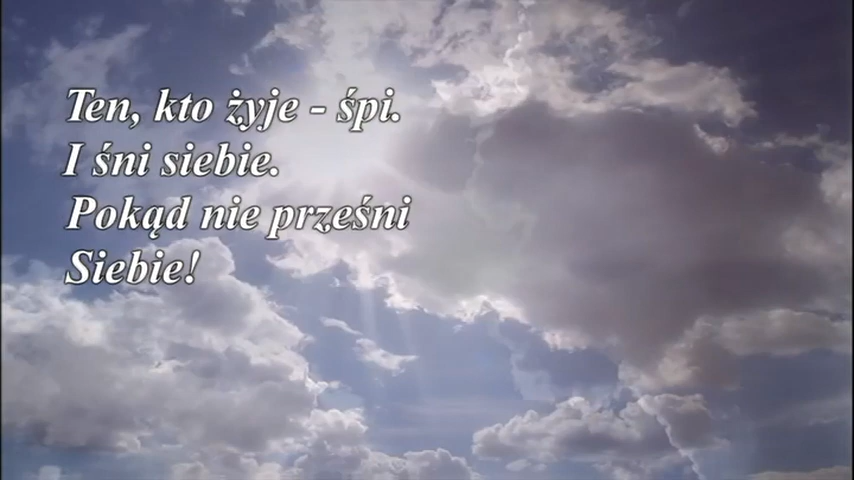 Ten, kto żyje - śpi.
I śni siebie.
Pokąd nie prześni
Siebie!